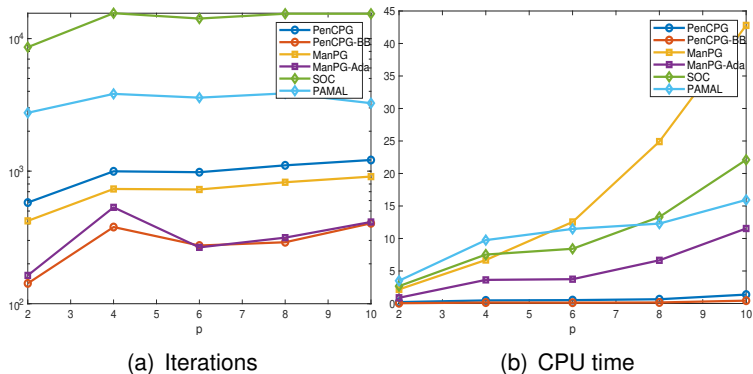 10^4
10^3
10^2
2 3 4 5 6 7 8 9 10
p
PenCPG
PenCPG-BB
ManPG
ManPG-Ada
SOC
PAMAL
(a) Iterations
45
40
35
30
25
20
15
10
5
0
2 3 4 5 6 7 8 9 10
p
PenCPG
PenCPG-BB
ManPG
ManPG-Ada
SOC
PAMAL
(b) CPU time